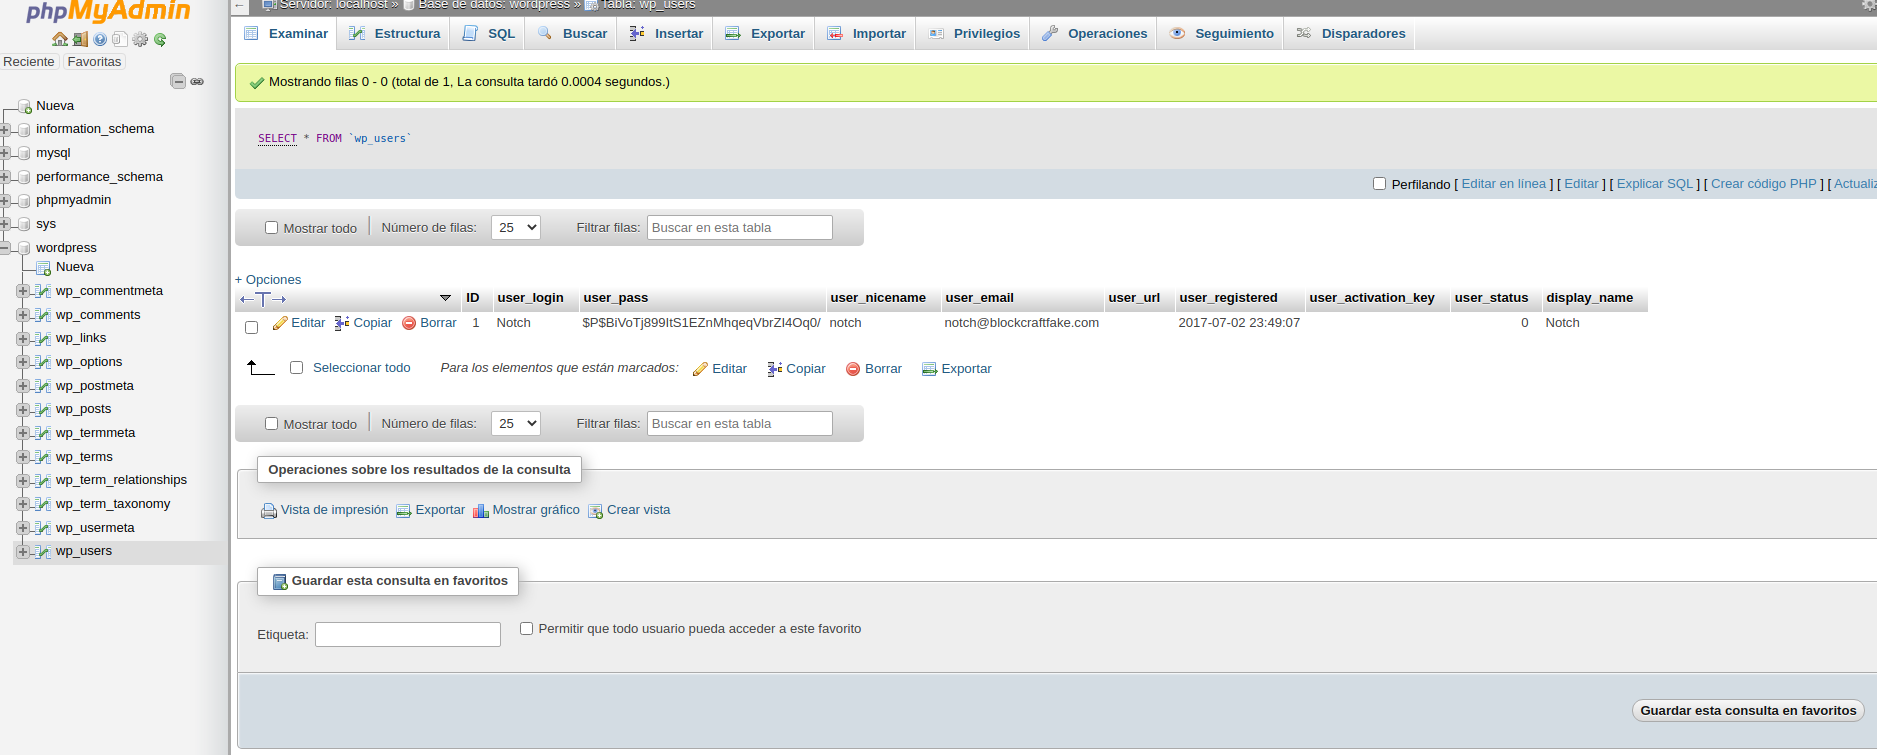 phpMyAdmin
Reciente Favoritas
Nueva
information_schema
mysql
performance_schema
phpmyadmin
sys
wordpress
Nueva
wp_commentmeta
wp_comments
wp_links
wp_options
wp_postmeta
wp_posts
wp_termmeta
wp_terms
wp_term_relationships
wp_term_taxonomy
wp_usermeta
wp_users
Servidor: localhost » Base de datos: wordpress » Tabla: wp_users
Examinar Estructura SQL Buscar Insertar Exportar Importar Privilegios Operaciones Seguimiento Disparadores
Mostrando filas 0 - 0 (total de 1, La consulta tardó 0.0004 segundos.)
SELECT * FROM `wp_users`
Perfilando [ Editar en línea ] [ Editar ] [ Explicar SQL ] [ Crear código PHP ] [ Actualiz
Mostrar todo | Número de filas: 25 Filtrar filas: Buscar en esta tabla
+ Opciones
←T→ ID user_login user_pass user_nicename user_email user_url user_registered user_activation_key user_status display_name
Editar Copiar Borrar 1 Notch $P$BiVoTj899ItS1EZnMhqeqVbrZI4Oq0/ notch notch@blockcraftfake.com 2017-07-02 23:49:07 0 Notch
Seleccionar todo Para los elementos que están marcados: Editar Copiar Borrar Exportar
Mostrar todo | Número de filas: 25 Filtrar filas: Buscar en esta tabla
Operaciones sobre los resultados de la consulta
Vista de impresión Exportar Mostrar gráfico Crear vista
Guardar esta consulta en favoritos
Etiqueta: Permitir que todo usuario pueda acceder a este favorito
Guardar esta consulta en favoritos